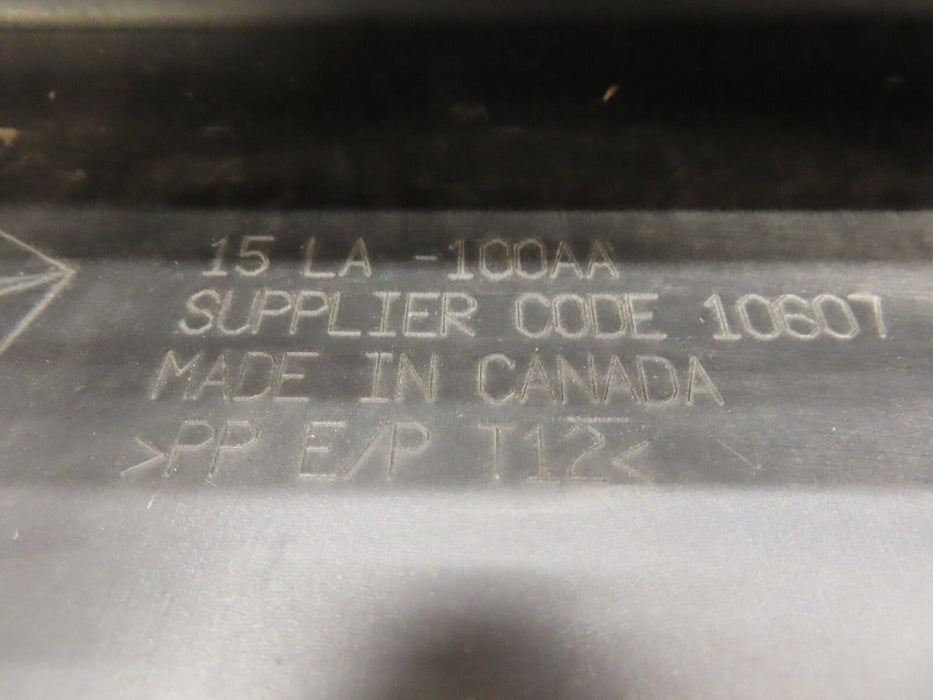 15 LA -100AA
SUPPLIER CODE 10607
MADE IN CANADA
>PP E/P T12<